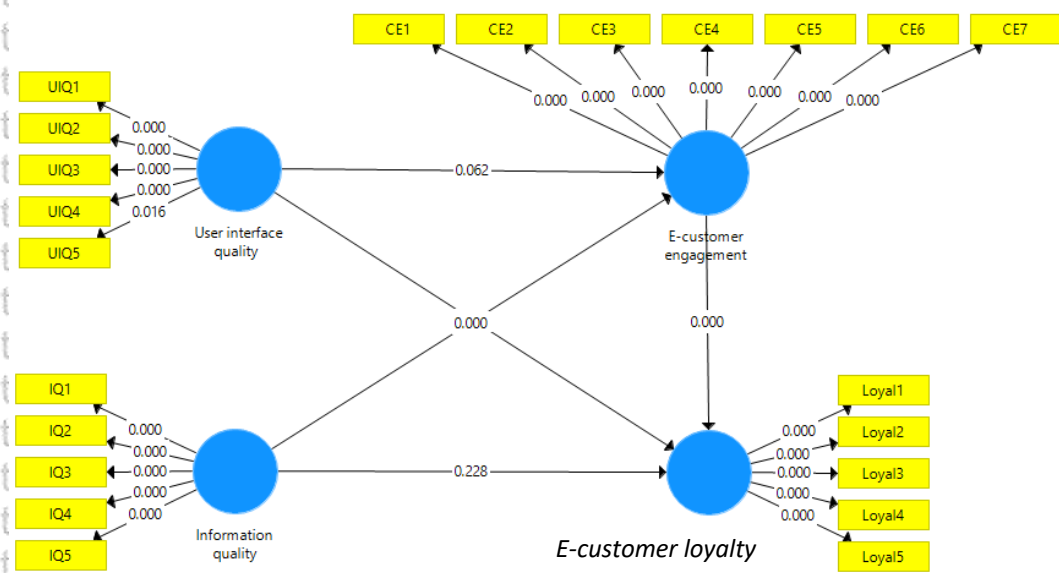 CE1 CE2 CE3 CE4 CE5 CE6 CE7
0.000 0.000 0.000 0.000 0.000 0.000 0.000
UIQ1
UIQ2
UIQ3
UIQ4
UIQ5
0.000
0.000
0.000
0.000
0.016
User interface
quality
0.062
E-customer
engagement
0.000
0.000
IQ1
IQ2
IQ3
IQ4
IQ5
0.000
0.000
0.000
0.000
0.000
Information
quality
0.228
E-customer loyalty
0.000
0.000
0.000
0.000
0.000
Loyal1
Loyal2
Loyal3
Loyal4
Loyal5